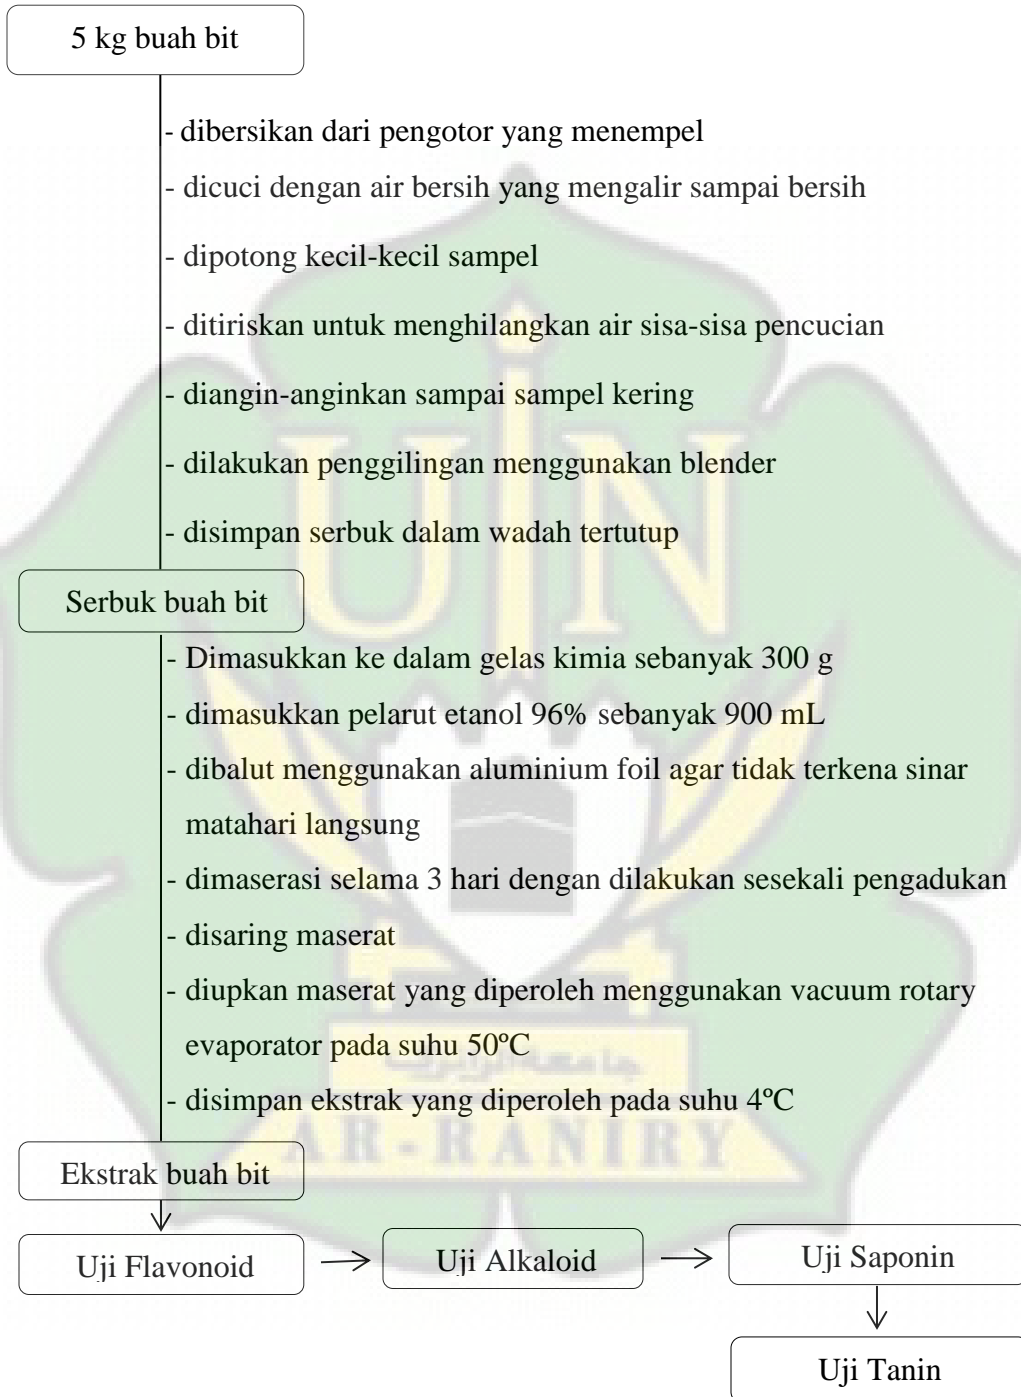 5 kg buah bit
- dibersikan dari pengotor yang menempel
- dicuci dengan air bersih yang mengalir sampai bersih
- dipotong kecil-kecil sampel
- ditiriskan untuk menghilangkan air sisa-sisa pencucian
- diangin-anginkan sampai sampel kering
- dilakukan penggilingan menggunakan blender
- disimpan serbuk dalam wadah tertutup
Serbuk buah bit
- Dimasukkan ke dalam gelas kimia sebanyak 300 g
- dimasukkan pelarut etanol 96% sebanyak 900 mL
- dibalut menggunakan aluminium foil agar tidak terkena sinar
matahari langsung
- dimaserasi selama 3 hari dengan dilakukan sesekali pengadukan
- disaring maserat
- diupkan maserat yang diperoleh menggunakan vacuum rotary
evaporator pada suhu 50ºC
- disimpan ekstrak yang diperoleh pada suhu 4ºC
Ekstrak buah bit
Uji Flavonoid
Uji Alkaloid
Uji Saponin
Uji Tanin
UIN
جامعة الرانري
AR-RANIRY